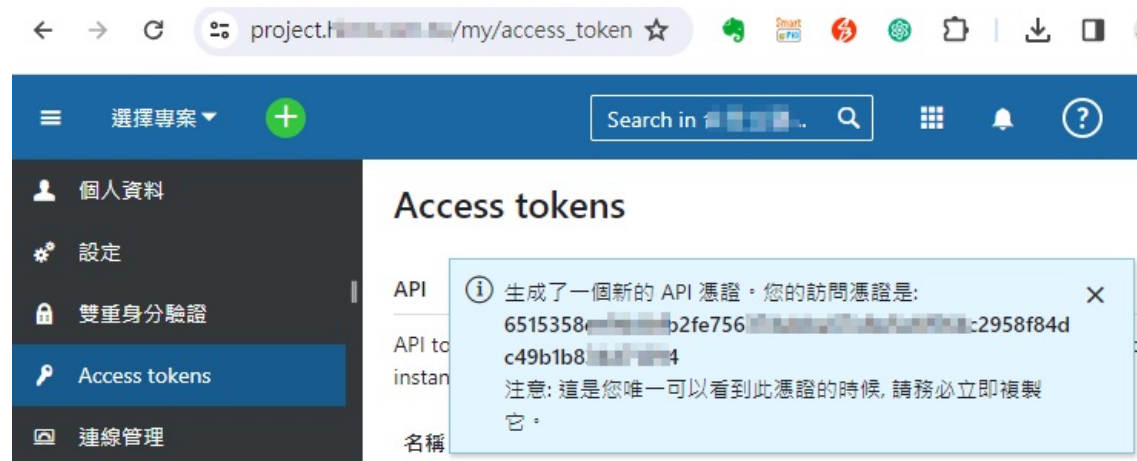 project.h /my/access_token
Smart
選擇專案
Search in ..
個人資料
設定
雙重身分驗證
Access tokens
連線管理
Access tokens
API
API to
instan
名稱
生成了一個新的 API 憑證。您的訪問憑證是:
6515358 b2fe756 c2958f84d
c49b1b8 4
注意: 這是您唯一可以看到此憑證的時候, 請務必立即複製
它。